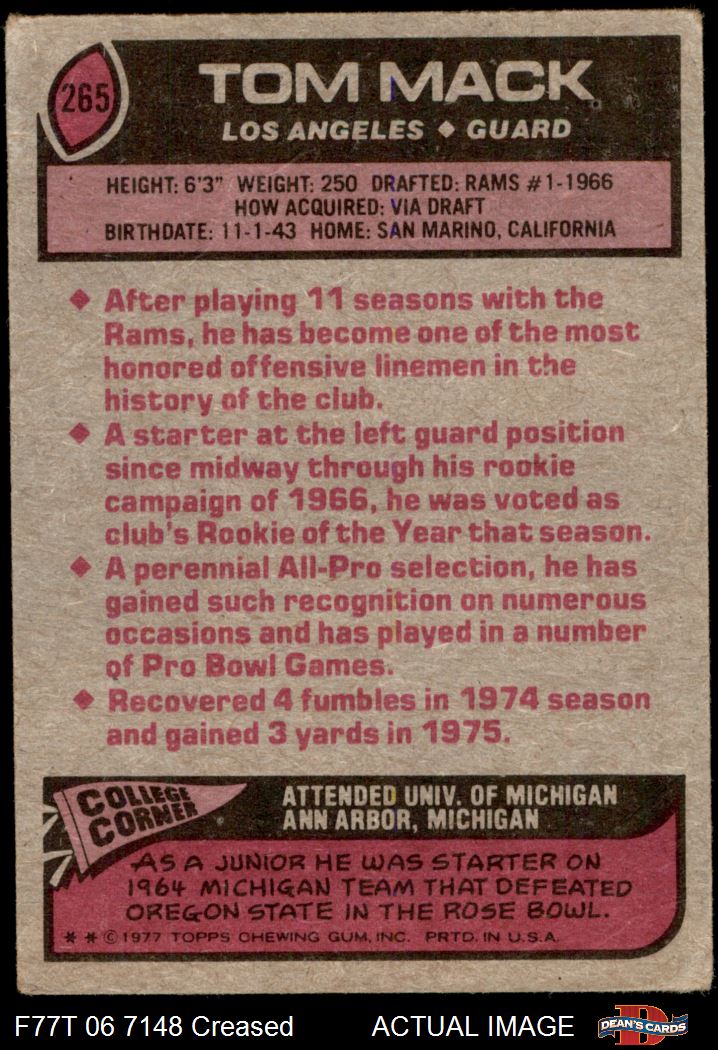 265
TOM MACK
LOS ANGELES ◆ GUARD
HEIGHT: 6'3" WEIGHT: 250 DRAFTED: RAMS #1-1966
HOW ACQUIRED: VIA DRAFT
BIRTHDATE: 11-1-43 HOME: SAN MARINO, CALIFORNIA
◆ After playing 11 seasons with the
Rams, he has become one of the most
honored offensive linemen in the
history of the club.
◆ A starter at the left guard position
since midway through his rookie
campaign of 1966, he was voted as
club's Rookie of the Year that season.
◆ A perennial All-Pro selection, he has
gained such recognition on numerous
occasions and has played in a number
of Pro Bowl Games.
◆ Recovered 4 fumbles in 1974 season
and gained 3 yards in 1975.
COLLEGE
CORNER
ATTENDED UNIV. OF MICHIGAN
ANN ARBOR, MICHIGAN
AS A JUNIOR HE WAS STARTER ON
1964 MICHIGAN TEAM THAT DEFEATED
OREGON STATE IN THE ROSE BOWL.
* * © 1977 TOPPS CHEWING GUM, INC. PRTD. IN U.S.A.
F77T 06 7148 Creased ACTUAL IMAGE
D
DEAN'S CARDS